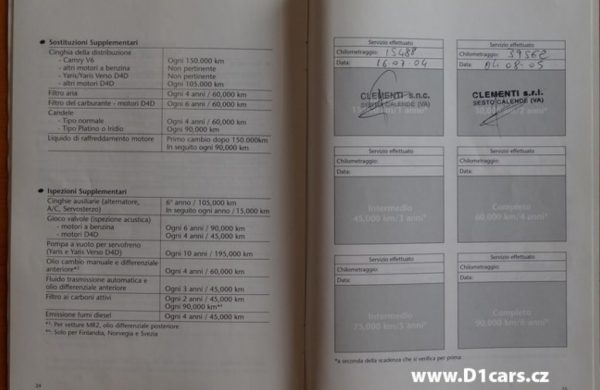 Sostituzioni Supplementari
Cinghia della distribuzione
- Camry V6 Ogni 150.000 km
- altri motori a benzina Non pertinente
- Yaris/Yaris Verso D4D Non pertinente
- altri motori D4D Ogni 105.000 km
Filtro aria Ogni 4 anni / 60,000 km
Filtro del carburante - motori D4D Ogni 6 anni / 60,000 km
Candele
- Tipo normale Ogni 4 anni / 60,000 km
- Tipo Platino o Iridio Ogni 90,000 km
Liquido di raffreddamento motore Primo cambio dopo 150.000km
In seguito ogni 90,000 km
Ispezioni Supplementari
Cinghie ausiliarie (alternatore, 6° anno / 105,000 km
A/C, Servosterzo) In seguito ogni anno / 15,000 km
Gioco valvole (ispezione acustica)
- motori a benzina Ogni 6 anni / 90,000 km
- motori D4D Ogni 4 anni / 45,000 km
Pompa a vuoto per servofreno
(Yaris e Yaris Verso D4D) Ogni 10 anni / 195,000 km
Olio cambio manuale e differenziale
anteriore*³ Ogni 4 anni / 60,000 km
Fluido trasmissione automatica e
olio differenziale anteriore Ogni 3 anni / 45,000 km
Filtro ai carboni attivi Ogni 2 anni / 45,000 km
Ogni 90,000 km*⁴
Emissione fumi diesel Ogni 4 anni / 45,000 km
*³: Per vetture MR2, olio differenziale posteriore
*⁴: Solo per Finlandia, Norvegia e Svezia
24
Servizio effettuato
Chilometraggio: 15488
Data: 16-07-04
CLEMENTI s.n.c.
SESTO CALENDE (VA)
Servizio effettuato
Chilometraggio: 39562
Data: 04-08-05
CLEMENTI s.r.l.
SESTO CALENDE (VA)
Servizio effettuato
Chilometraggio:
Data:
Intermedio
45,000 km/3 anni*
Servizio effettuato
Chilometraggio:
Data:
Completo
60,000 km/4 anni*
Servizio effettuato
Chilometraggio:
Data:
Intermedio
75,000 km/5 anni*
Servizio effettuato
Chilometraggio:
Data:
Completo
90,000 km/6 anni*
*a seconda della scadenza che si verifica per prima
www.D1cars.cz